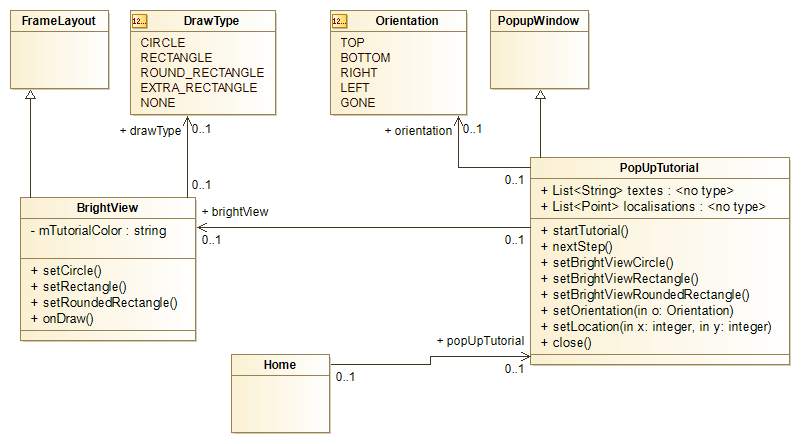 FrameLayout
DrawType
CIRCLE
RECTANGLE
ROUND_RECTANGLE
EXTRA_RECTANGLE
NONE
Orientation
TOP
BOTTOM
RIGHT
LEFT
GONE
PopupWindow
+ drawType
0..1
0..1
+ orientation
0..1
0..1
BrightView
- mTutorialColor : string
+ setCircle()
+ setRectangle()
+ setRoundedRectangle()
+ onDraw()
+ brightView
0..1
0..1
PopUpTutorial
+ List<String> textes : <no type>
+ List<Point> localisations : <no type>
+ startTutorial()
+ nextStep()
+ setBrightViewCircle()
+ setBrightViewRectangle()
+ setBrightViewRoundedRectangle()
+ setOrientation(in o: Orientation)
+ setLocation(in x: integer, in y: integer)
+ close()
Home
+ popUpTutorial
0..1
0..1